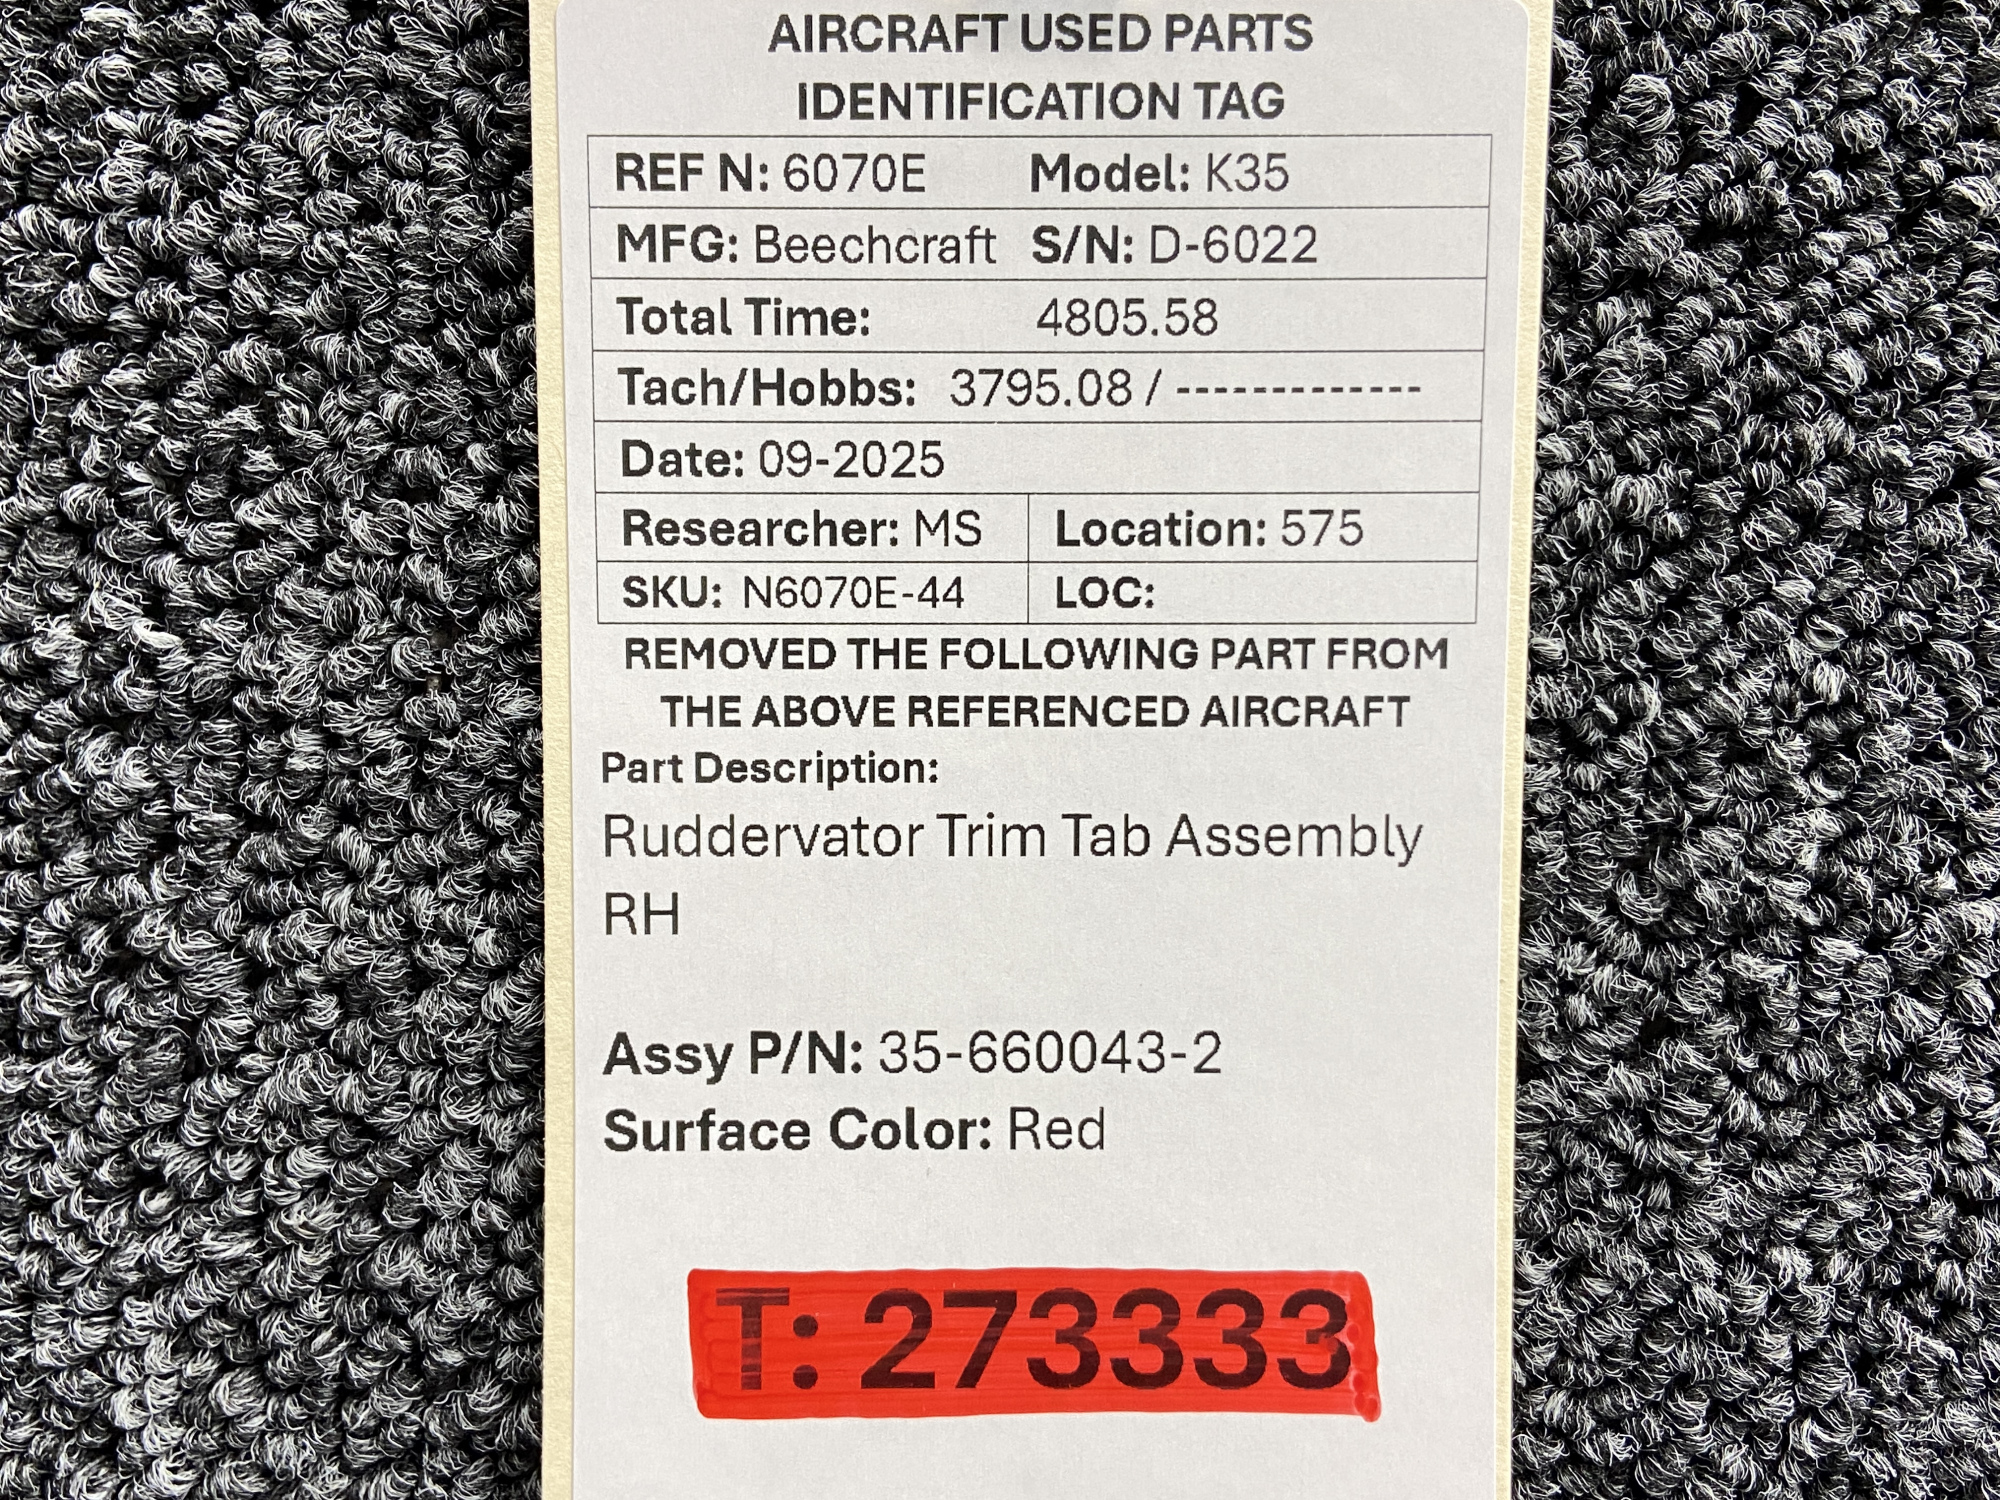 AIRCRAFT USED PARTS
IDENTIFICATION TAG
REF N: 6070E Model: K35
MFG: Beechcraft S/N: D-6022
Total Time: 4805.58
Tach/Hobbs: 3795.08 / -------------
Date: 09-2025
Researcher: MS Location: 575
SKU: N6070E-44 LOC:
REMOVED THE FOLLOWING PART FROM
THE ABOVE REFERENCED AIRCRAFT
Part Description:
Ruddervator Trim Tab Assembly
RH
Assy P/N: 35-660043-2
Surface Color: Red
T: 273333